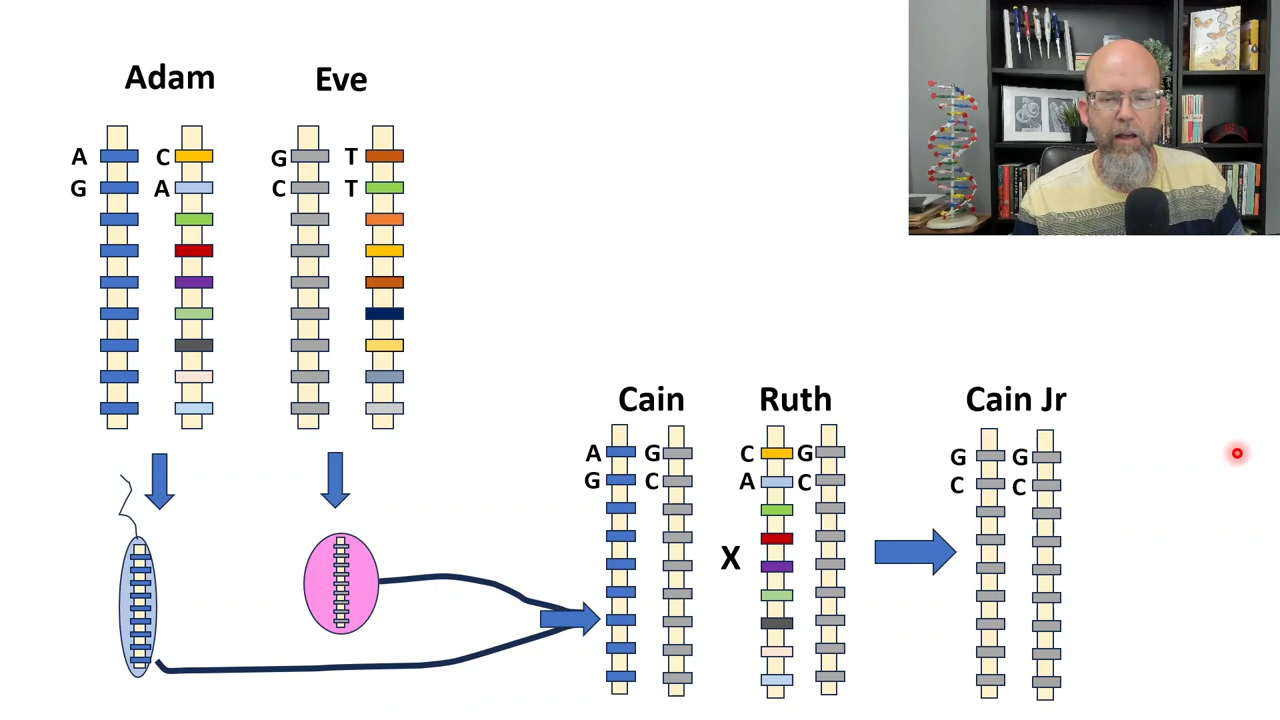 Adam Eve
A C G T
G A C T
Cain Ruth Cain Jr
A G C G G G
G C A C C C
X